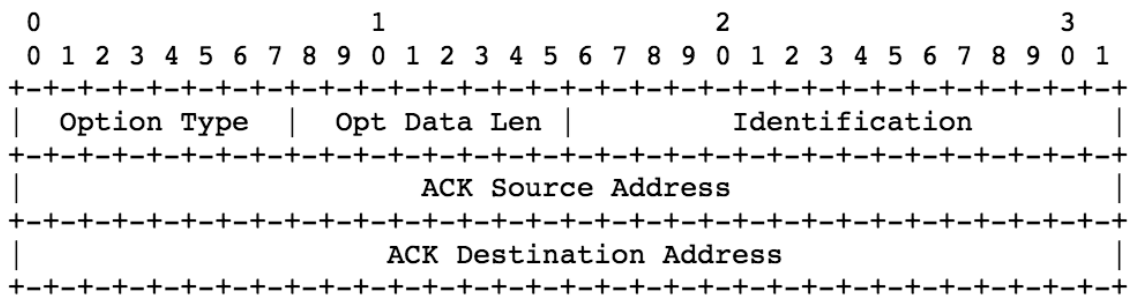 0                   1                   2                   3
 0 1 2 3 4 5 6 7 8 9 0 1 2 3 4 5 6 7 8 9 0 1 2 3 4 5 6 7 8 9 0 1
+-+-+-+-+-+-+-+-+-+-+-+-+-+-+-+-+-+-+-+-+-+-+-+-+-+-+-+-+-+-+-+-+
|  Option Type  |  Opt Data Len |         Identification        |
+-+-+-+-+-+-+-+-+-+-+-+-+-+-+-+-+-+-+-+-+-+-+-+-+-+-+-+-+-+-+-+-+
|                       ACK Source Address                      |
+-+-+-+-+-+-+-+-+-+-+-+-+-+-+-+-+-+-+-+-+-+-+-+-+-+-+-+-+-+-+-+-+
|                     ACK Destination Address                   |
+-+-+-+-+-+-+-+-+-+-+-+-+-+-+-+-+-+-+-+-+-+-+-+-+-+-+-+-+-+-+-+-+